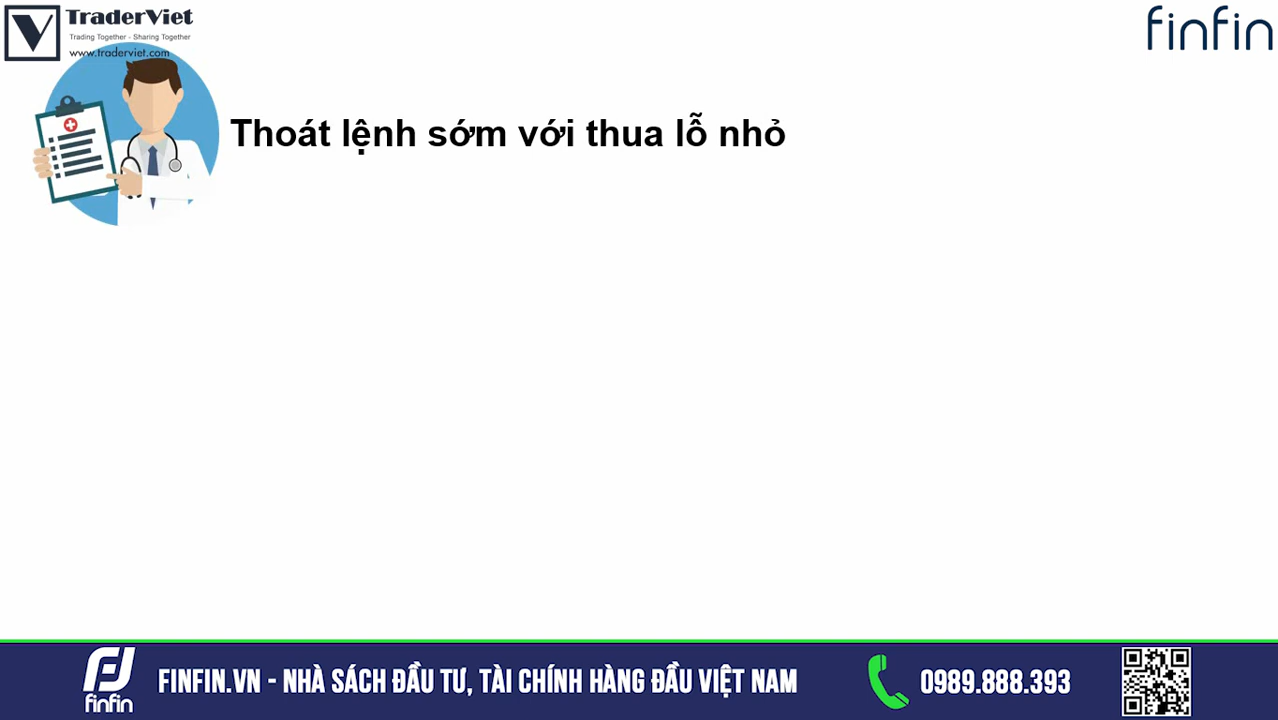 TraderViet
Trading Together - Sharing Together
www.traderviet.com
finfin
Thoát lệnh sớm với thua lỗ nhỏ
finfin
FINFIN.VN - NHÀ SÁCH ĐẦU TƯ, TÀI CHÍNH HÀNG ĐẦU VIỆT NAM
0989.888.393